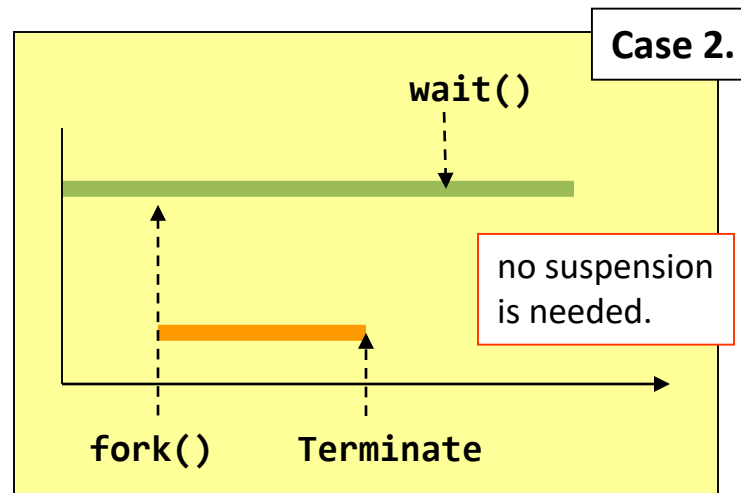 Case 2.
wait()
no suspension
is needed.
fork()
Terminate